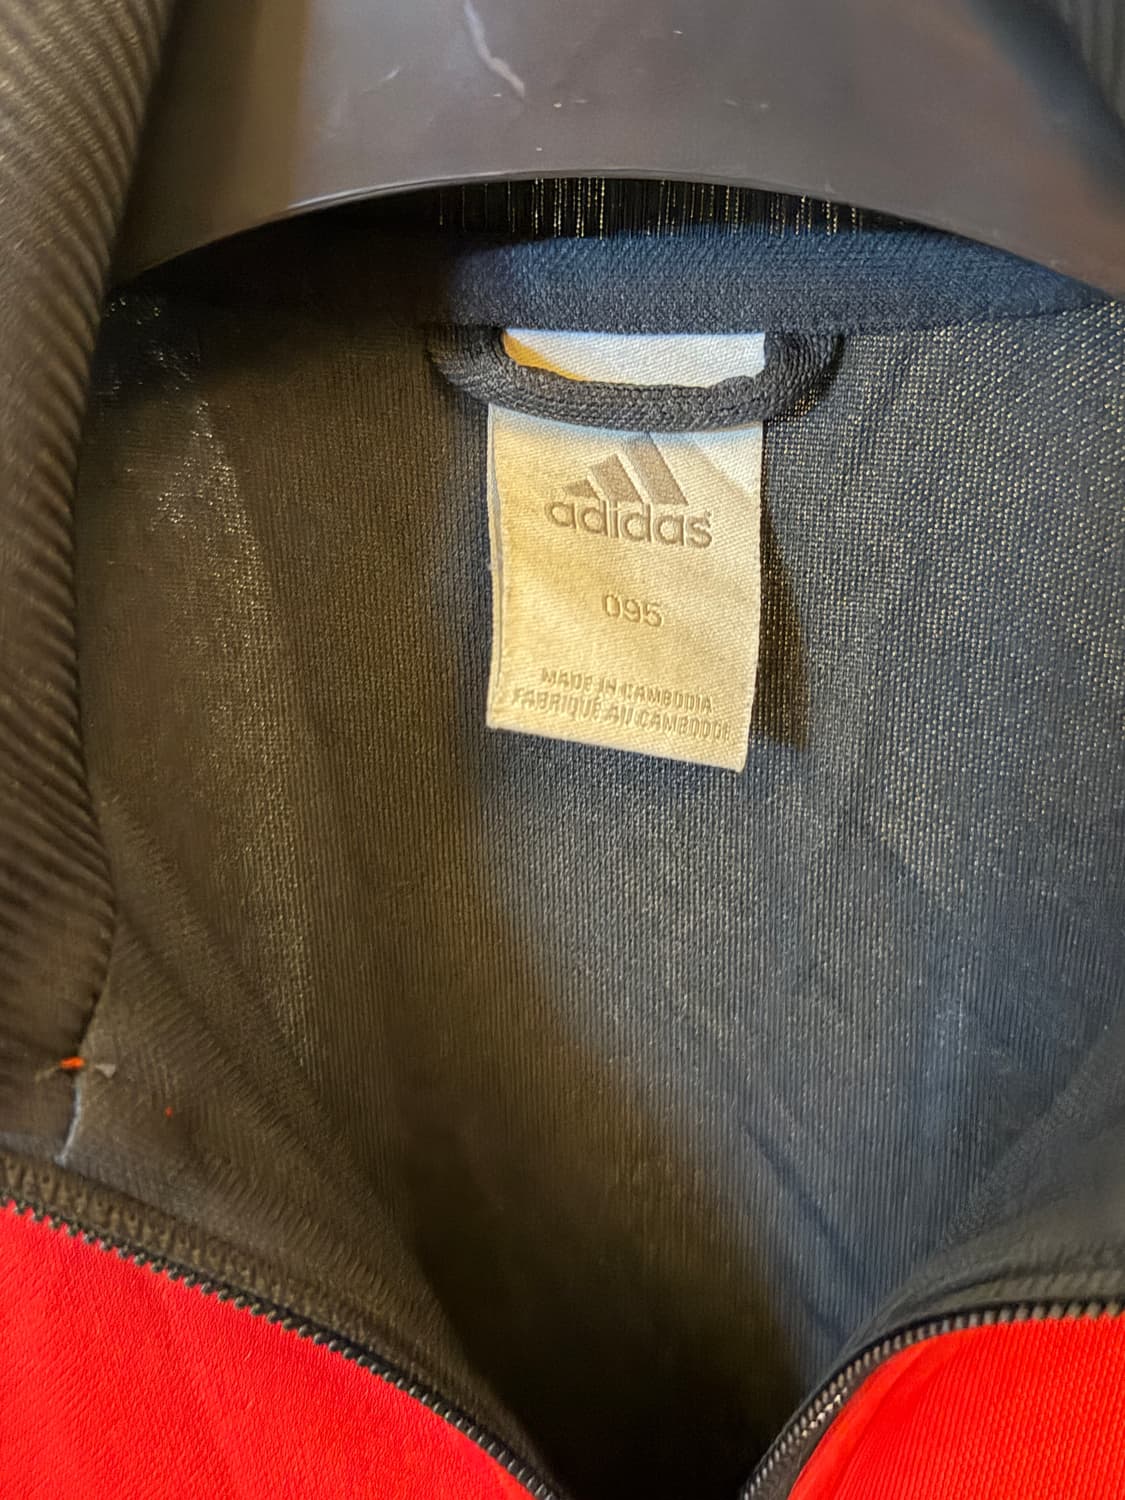 adidas
095
MADE IN CAMBODIA
FABRIQUÉ AU CAMBODGE